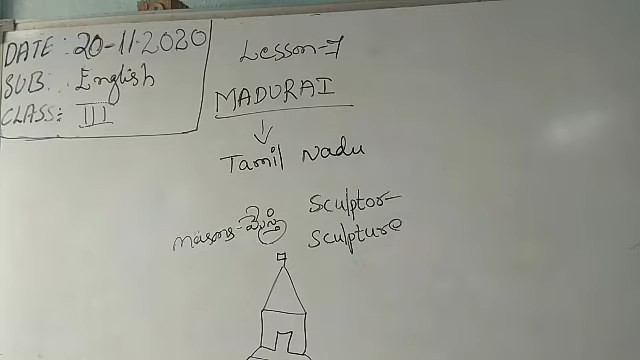 DATE: 20-11-2020
SUB: English
CLASS: III
Lesson-7
MADURAI
Tamil Nadu
masons- మేస్త్రి
Sculptor-
Sculpture